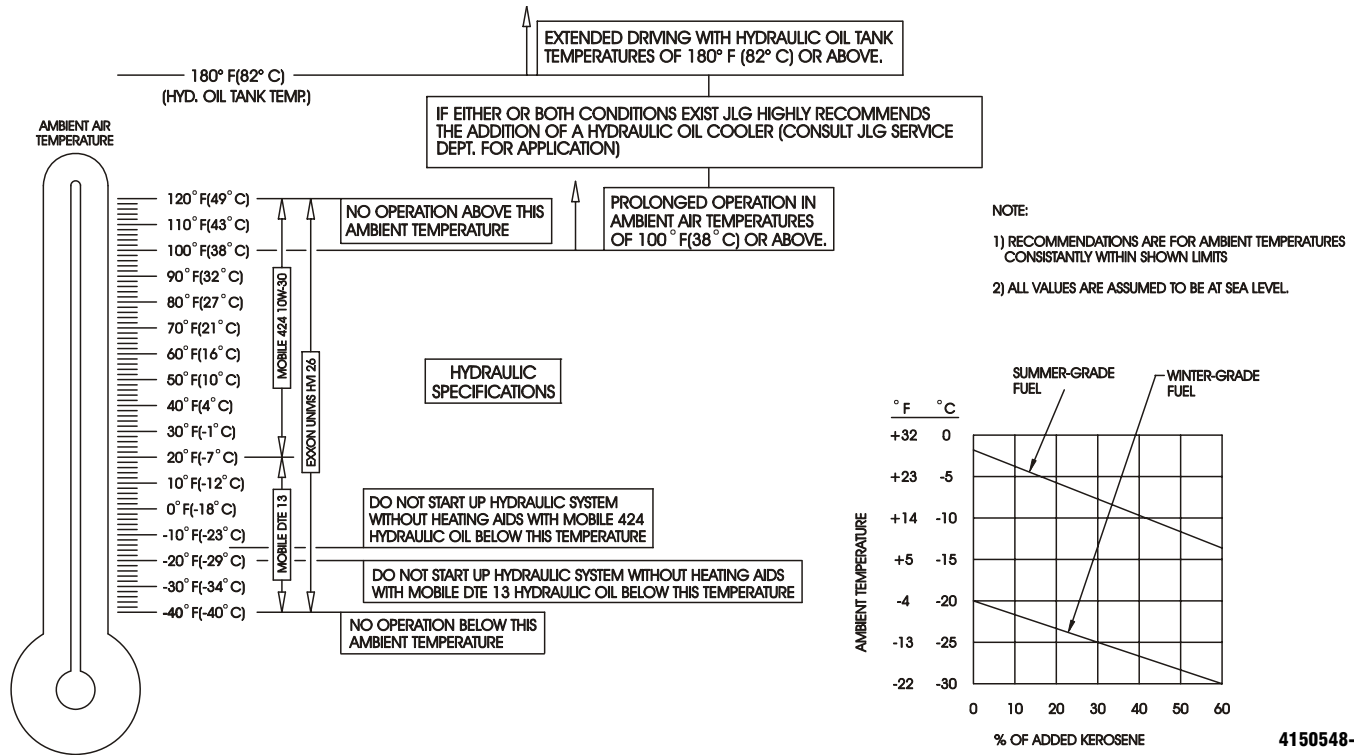 EXTENDED DRIVING WITH HYDRAULIC OIL TANK
TEMPERATURES OF 180° F (82° C) OR ABOVE.
180° F(82° C)
(HYD. OIL TANK TEMP.)
IF EITHER OR BOTH CONDITIONS EXIST JLG HIGHLY RECOMMENDS
THE ADDITION OF A HYDRAULIC OIL COOLER (CONSULT JLG SERVICE
DEPT. FOR APPLICATION)
AMBIENT AIR
TEMPERATURE
120° F(49° C)
110° F(43° C)
100° F(38° C)
90° F(32° C)
80° F(27° C)
70° F(21° C)
60° F(16° C)
50° F(10° C)
40° F(4° C)
30° F(-1° C)
20° F(-7° C)
10° F(-12° C)
0° F(-18° C)
-10° F(-23° C)
-20° F(-29° C)
-30° F(-34° C)
-40° F(-40° C)
MOBILE 424 10W-30
MOBILE DTE 13
EXXON UNIVIS HVI 26
NO OPERATION ABOVE THIS
AMBIENT TEMPERATURE
PROLONGED OPERATION IN
AMBIENT AIR TEMPERATURES
OF 100° F(38° C) OR ABOVE.
HYDRAULIC
SPECIFICATIONS
DO NOT START UP HYDRAULIC SYSTEM
WITHOUT HEATING AIDS WITH MOBILE 424
HYDRAULIC OIL BELOW THIS TEMPERATURE
DO NOT START UP HYDRAULIC SYSTEM WITHOUT HEATING AIDS
WITH MOBILE DTE 13 HYDRAULIC OIL BELOW THIS TEMPERATURE
NO OPERATION BELOW THIS
AMBIENT TEMPERATURE
NOTE:
1) RECOMMENDATIONS ARE FOR AMBIENT TEMPERATURES
CONSISTANTLY WITHIN SHOWN LIMITS
2) ALL VALUES ARE ASSUMED TO BE AT SEA LEVEL.
SUMMER-GRADE
FUEL
WINTER-GRADE
FUEL
° F ° C
+32 0
+23 -5
+14 -10
+5 -15
-4 -20
-13 -25
-22 -30
AMBIENT TEMPERATURE
0 10 20 30 40 50 60
% OF ADDED KEROSENE
4150548-